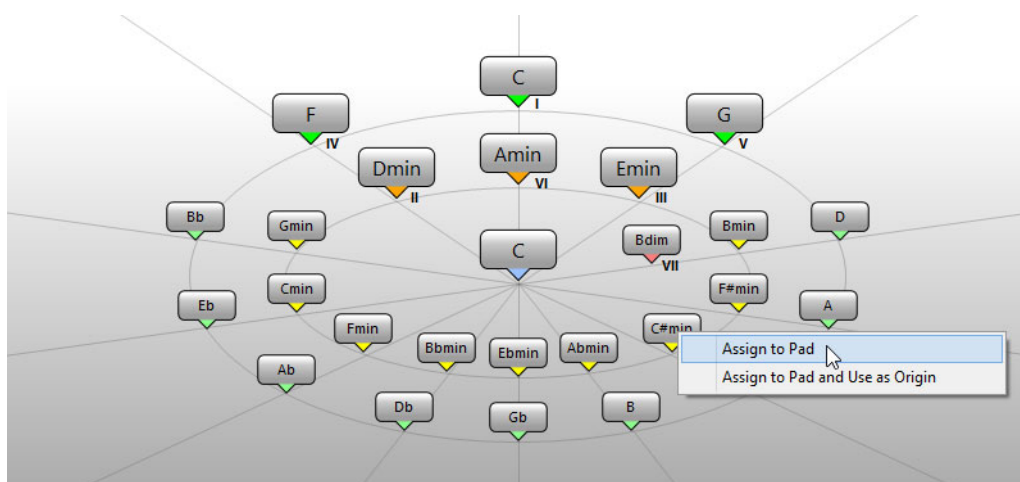 C
I
F
IV
G
V
Dmin
II
Amin
VI
Emin
III
Bb
Gmin
Bdim
VII
Bmin
D
C
Eb
Cmin
F#min
A
Fmin
Bbmin
Ebmin
Abmin
C#min
Assign to Pad
Assign to Pad and Use as Origin
Ab
Db
Gb
B